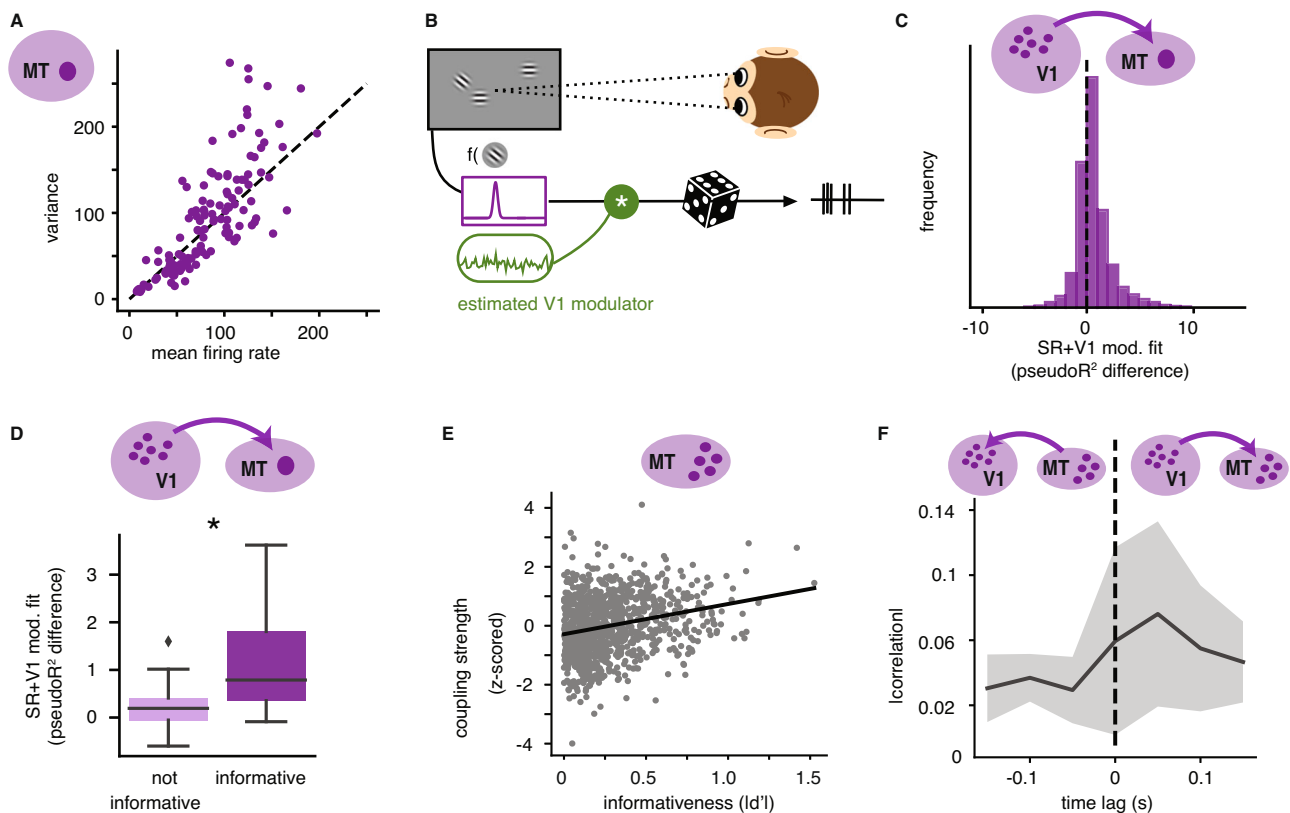 A
MT
variance
200
100
0
0
100
200
mean firing rate
B
f(
*
estimated V1 modulator
C
V1
MT
frequency
-10
0
10
SR+V1 mod. fit
(pseudoR² difference)
D
V1
MT
*
SR+V1 mod. fit
(pseudoR² difference)
3
2
1
0
not
informative
informative
E
MT
coupling strength
(z-scored)
4
2
0
-2
-4
0
0.5
1.0
1.5
informativeness (|d'|)
F
V1
MT
V1
MT
|correlation|
0.14
0.1
0.06
0.02
0
-0.1
0
0.1
time lag (s)